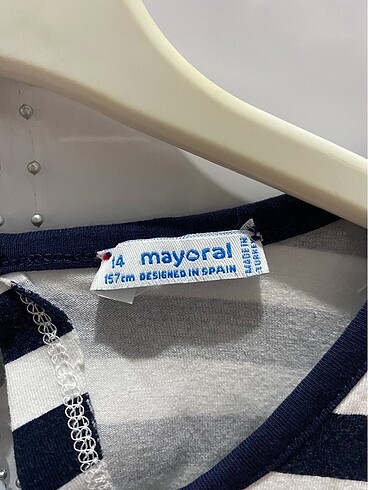 14 mayoral
157cm DESIGNED IN SPAIN
MADE IN
TURKEY